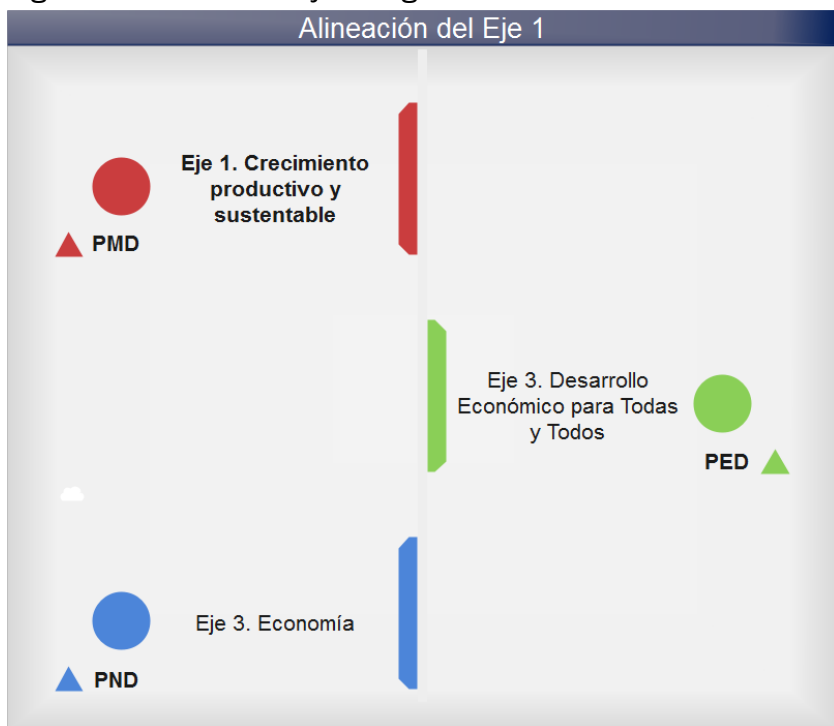 Alineación del Eje 1
Eje 1. Crecimiento
productivo y
sustentable
PMD
Eje 3. Desarrollo
Económico para Todas
y Todos
PED
Eje 3. Economía
PND